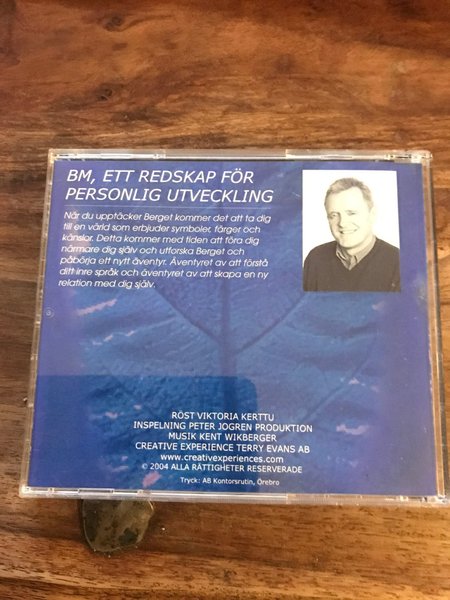 BM, ETT REDSKAP FÖR
PERSONLIG UTVECKLING
När du upptäcker Berget kommer det att ta dig
till en värld som erbjuder symboler, färger och
känslor. Detta kommer med tiden att föra dig
närmare dig själv och utforska Berget och
påbörja ett nytt äventyr. Äventyret av att förstå
ditt inre språk och äventyret av att skapa en ny
relation med dig själv.
RÖST VIKTORIA KERTTU
INSPELNING PETER JOGREN PRODUKTION
MUSIK KENT WIKBERGER
CREATIVE EXPERIENCE TERRY EVANS AB
www.creativexperiences.com
© 2004 ALLA RÄTTIGHETER RESERVERADE
Tryck: AB Kontorsrutin, Örebro